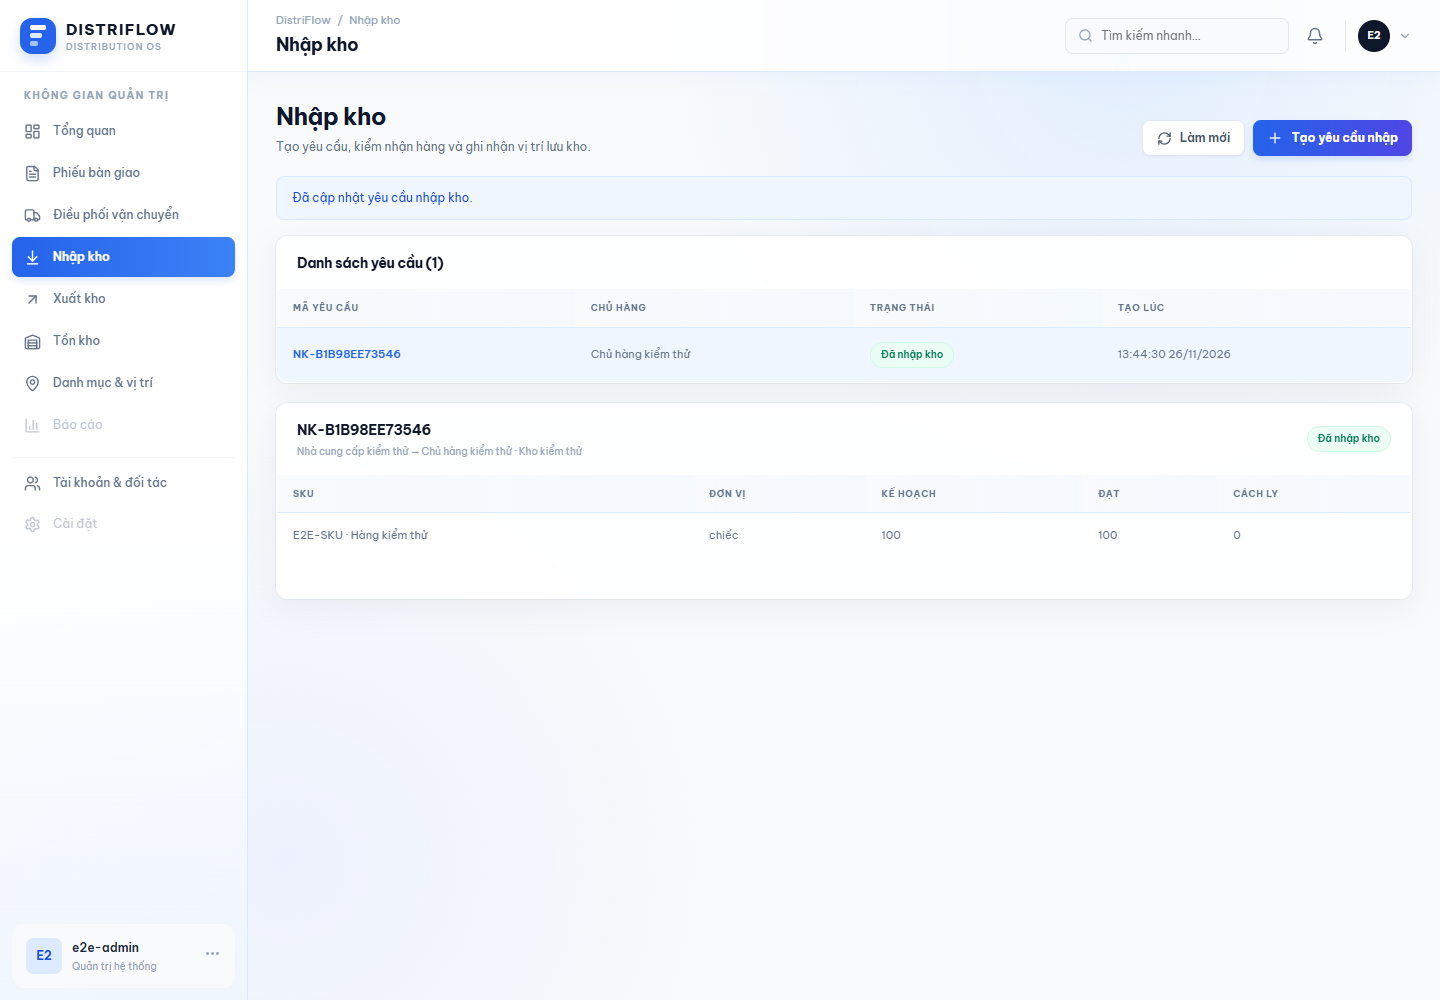 DISTRIFLOW
DISTRIBUTION OS
KHÔNG GIAN QUẢN TRỊ
Tổng quan
Phiếu bàn giao
Điều phối vận chuyển
Nhập kho
Xuất kho
Tồn kho
Danh mục & vị trí
Báo cáo
Tài khoản & đối tác
Cài đặt
E2
e2e-admin
Quản trị hệ thống
DistriFlow / Nhập kho
Nhập kho
Tìm kiếm nhanh...
E2
Nhập kho
Tạo yêu cầu, kiểm nhận hàng và ghi nhận vị trí lưu kho.
Làm mới
Tạo yêu cầu nhập
Đã cập nhật yêu cầu nhập kho.
Danh sách yêu cầu (1)
MÃ YÊU CẦU CHỦ HÀNG TRẠNG THÁI TẠO LÚC
NK-B1B98EE73546 Chủ hàng kiểm thử Đã nhập kho 13:44:30 26/11/2026
NK-B1B98EE73546
Nhà cung cấp kiểm thử → Chủ hàng kiểm thử · Kho kiểm thử
Đã nhập kho
SKU ĐƠN VỊ KẾ HOẠCH ĐẠT CÁCH LY
E2E-SKU · Hàng kiểm thử chiếc 100 100 0